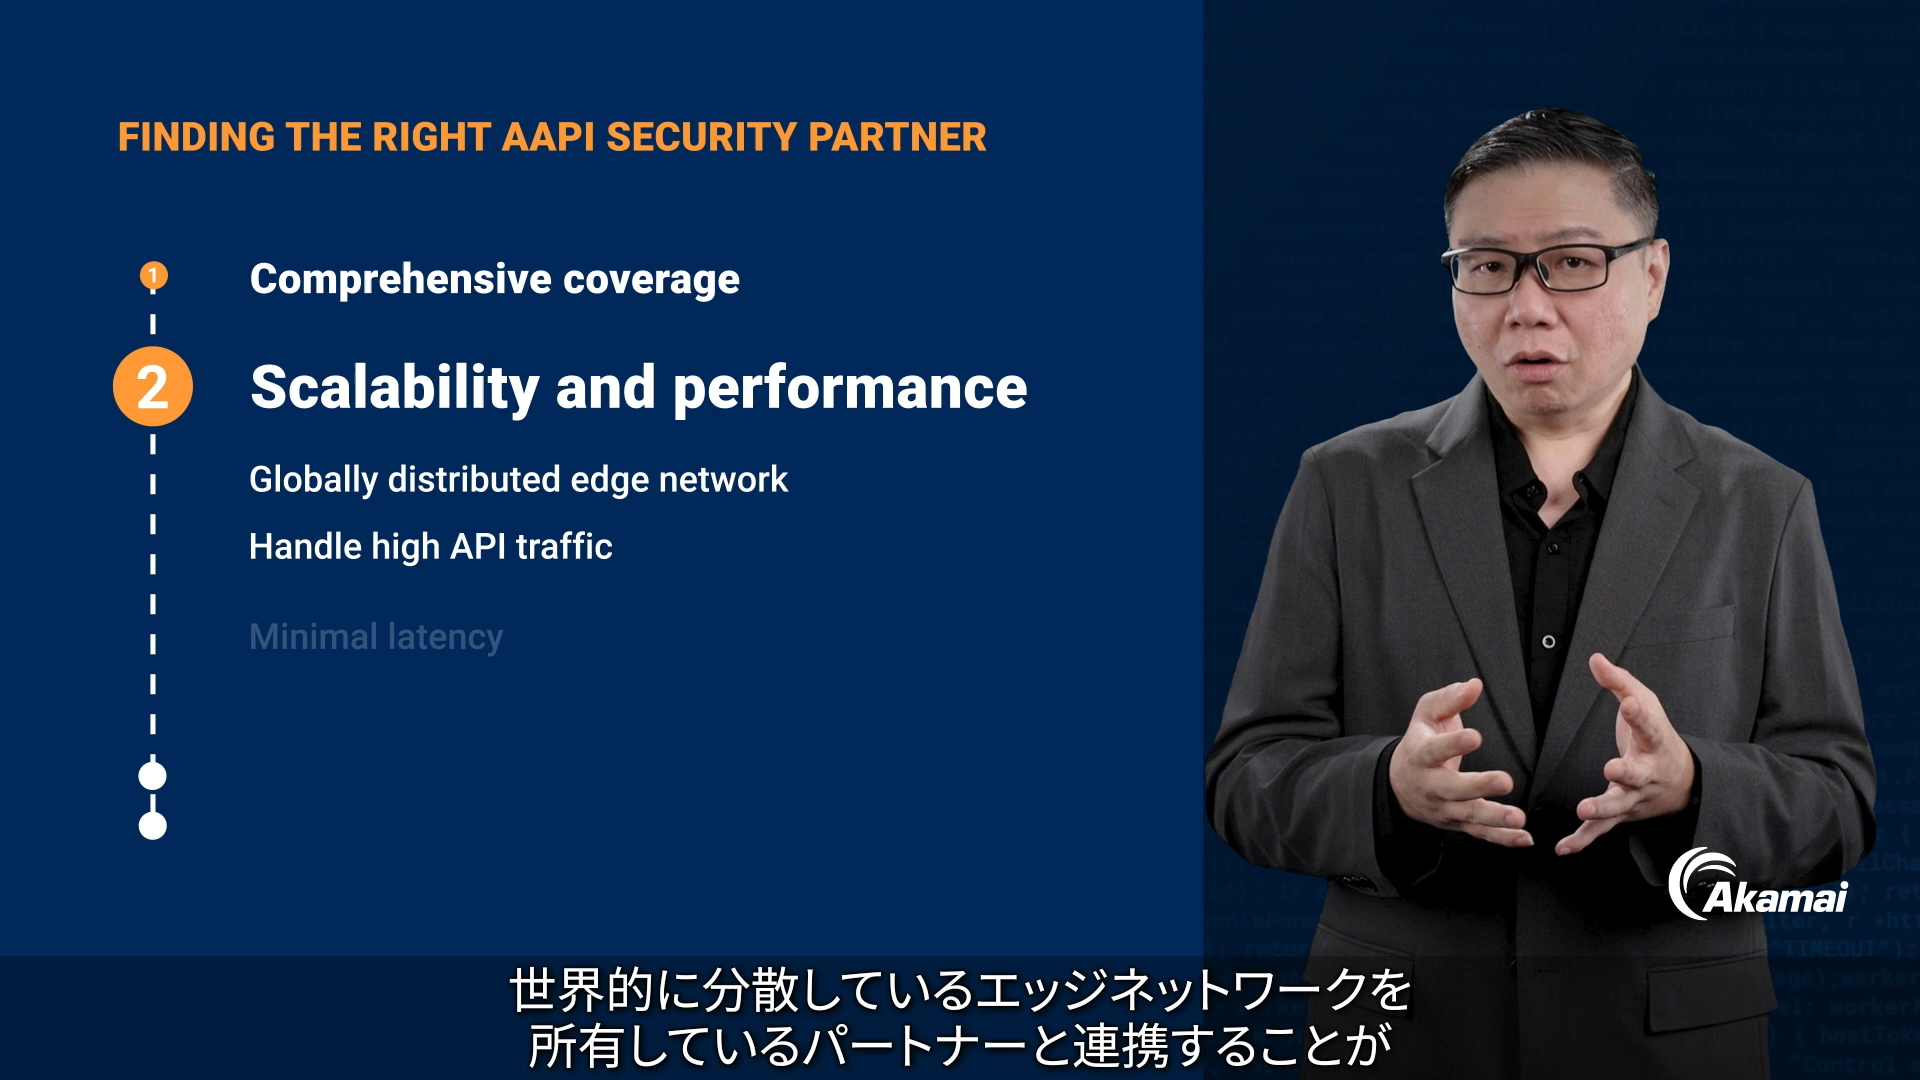 FINDING THE RIGHT AAPI SECURITY PARTNER
1
Comprehensive coverage
2
Scalability and performance
Globally distributed edge network
Handle high API traffic
Minimal latency
Akamai
"TIMEOUT");
世界的に分散しているエッジネットワークを
所有しているパートナーと連携することが